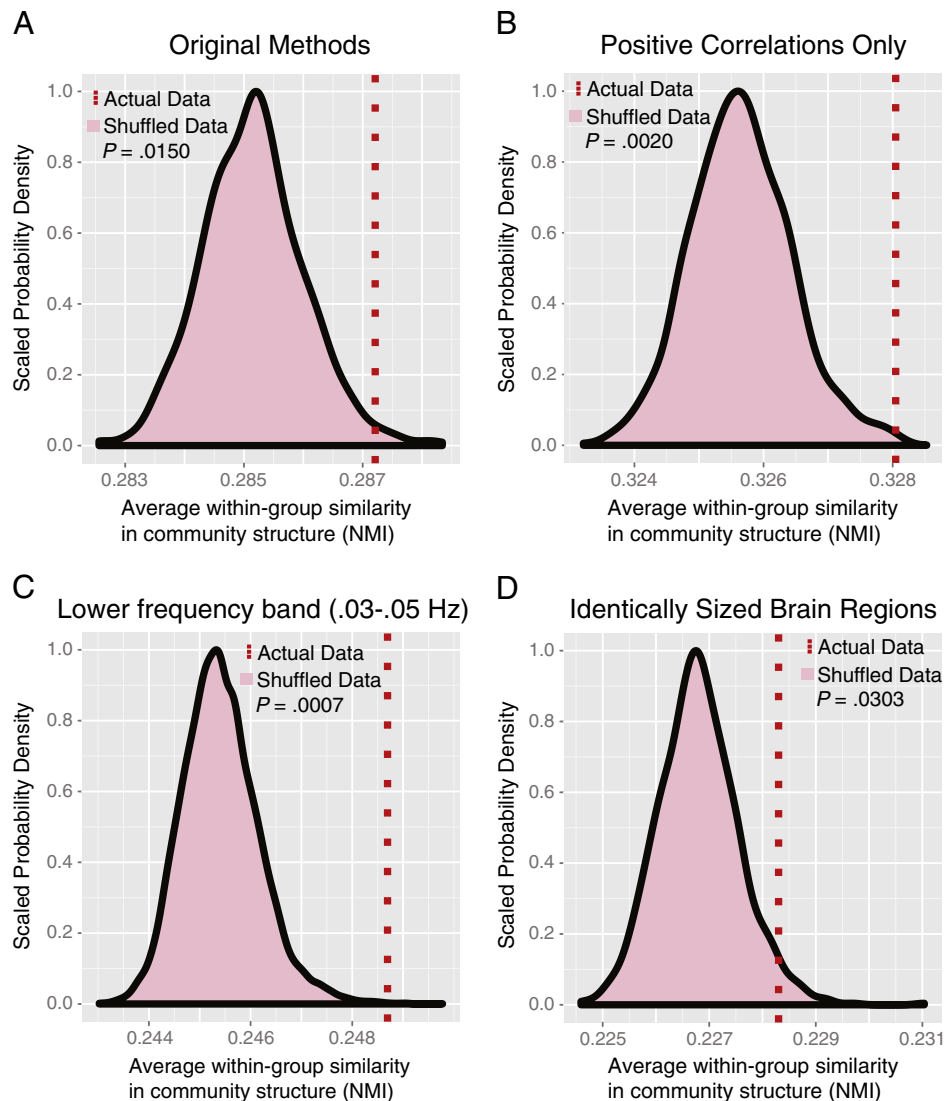 A
Original Methods
Scaled Probability Density
1.0
0.8
0.6
0.4
0.2
0.0
Actual Data
Shuffled Data
P = .0150
0.283
0.285
0.287
Average within-group similarity
in community structure (NMI)
B
Positive Correlations Only
Scaled Probability Density
1.0
0.8
0.6
0.4
0.2
0.0
Actual Data
Shuffled Data
P = .0020
0.324
0.326
0.328
Average within-group similarity
in community structure (NMI)
C
Lower frequency band (.03-.05 Hz)
Scaled Probability Density
1.0
0.8
0.6
0.4
0.2
0.0
Actual Data
Shuffled Data
P = .0007
0.244
0.246
0.248
Average within-group similarity
in community structure (NMI)
D
Identically Sized Brain Regions
Scaled Probability Density
1.0
0.8
0.6
0.4
0.2
0.0
Actual Data
Shuffled Data
P = .0303
0.225
0.227
0.229
0.231
Average within-group similarity
in community structure (NMI)